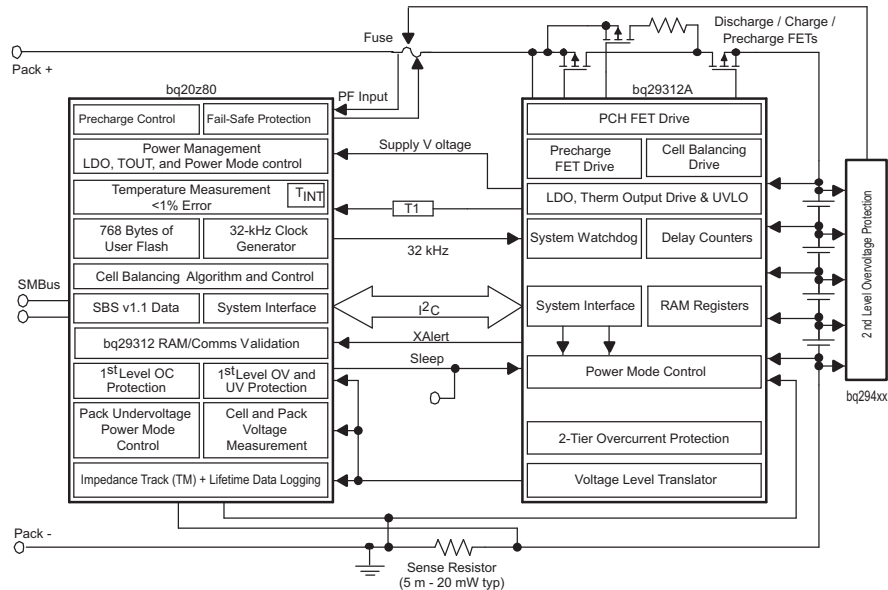 Discharge / Charge /
Precharge FETs
Fuse
Pack +
bq20z80
PF Input
bq29312A
Precharge Control
Fail-Safe Protection
PCH FET Drive
Power Management
LDO, TOUT, and Power Mode control
Supply V oltage
Precharge
FET Drive
Cell Balancing
Drive
Temperature Measurement
<1% Error
TINT
T1
LDO, Therm Output Drive & UVLO
768 Bytes of
User Flash
32-kHz Clock
Generator
32 kHz
System Watchdog
Delay Counters
2 nd Level Overvoltage Protection
Cell Balancing Algorithm and Control
SMBus
SBS v1.1 Data
System Interface
I2C
System Interface
RAM Registers
bq29312 RAM/Comms Validation
XAlert
Sleep
1st Level OC
Protection
1st Level OV and
UV Protection
Power Mode Control
bq294xx
Pack Undervoltage
Power Mode
Control
Cell and Pack
Voltage
Measurement
2-Tier Overcurrent Protection
Impedance Track (TM) + Lifetime Data Logging
Voltage Level Translator
Pack -
Sense Resistor
(5 m - 20 mW typ)